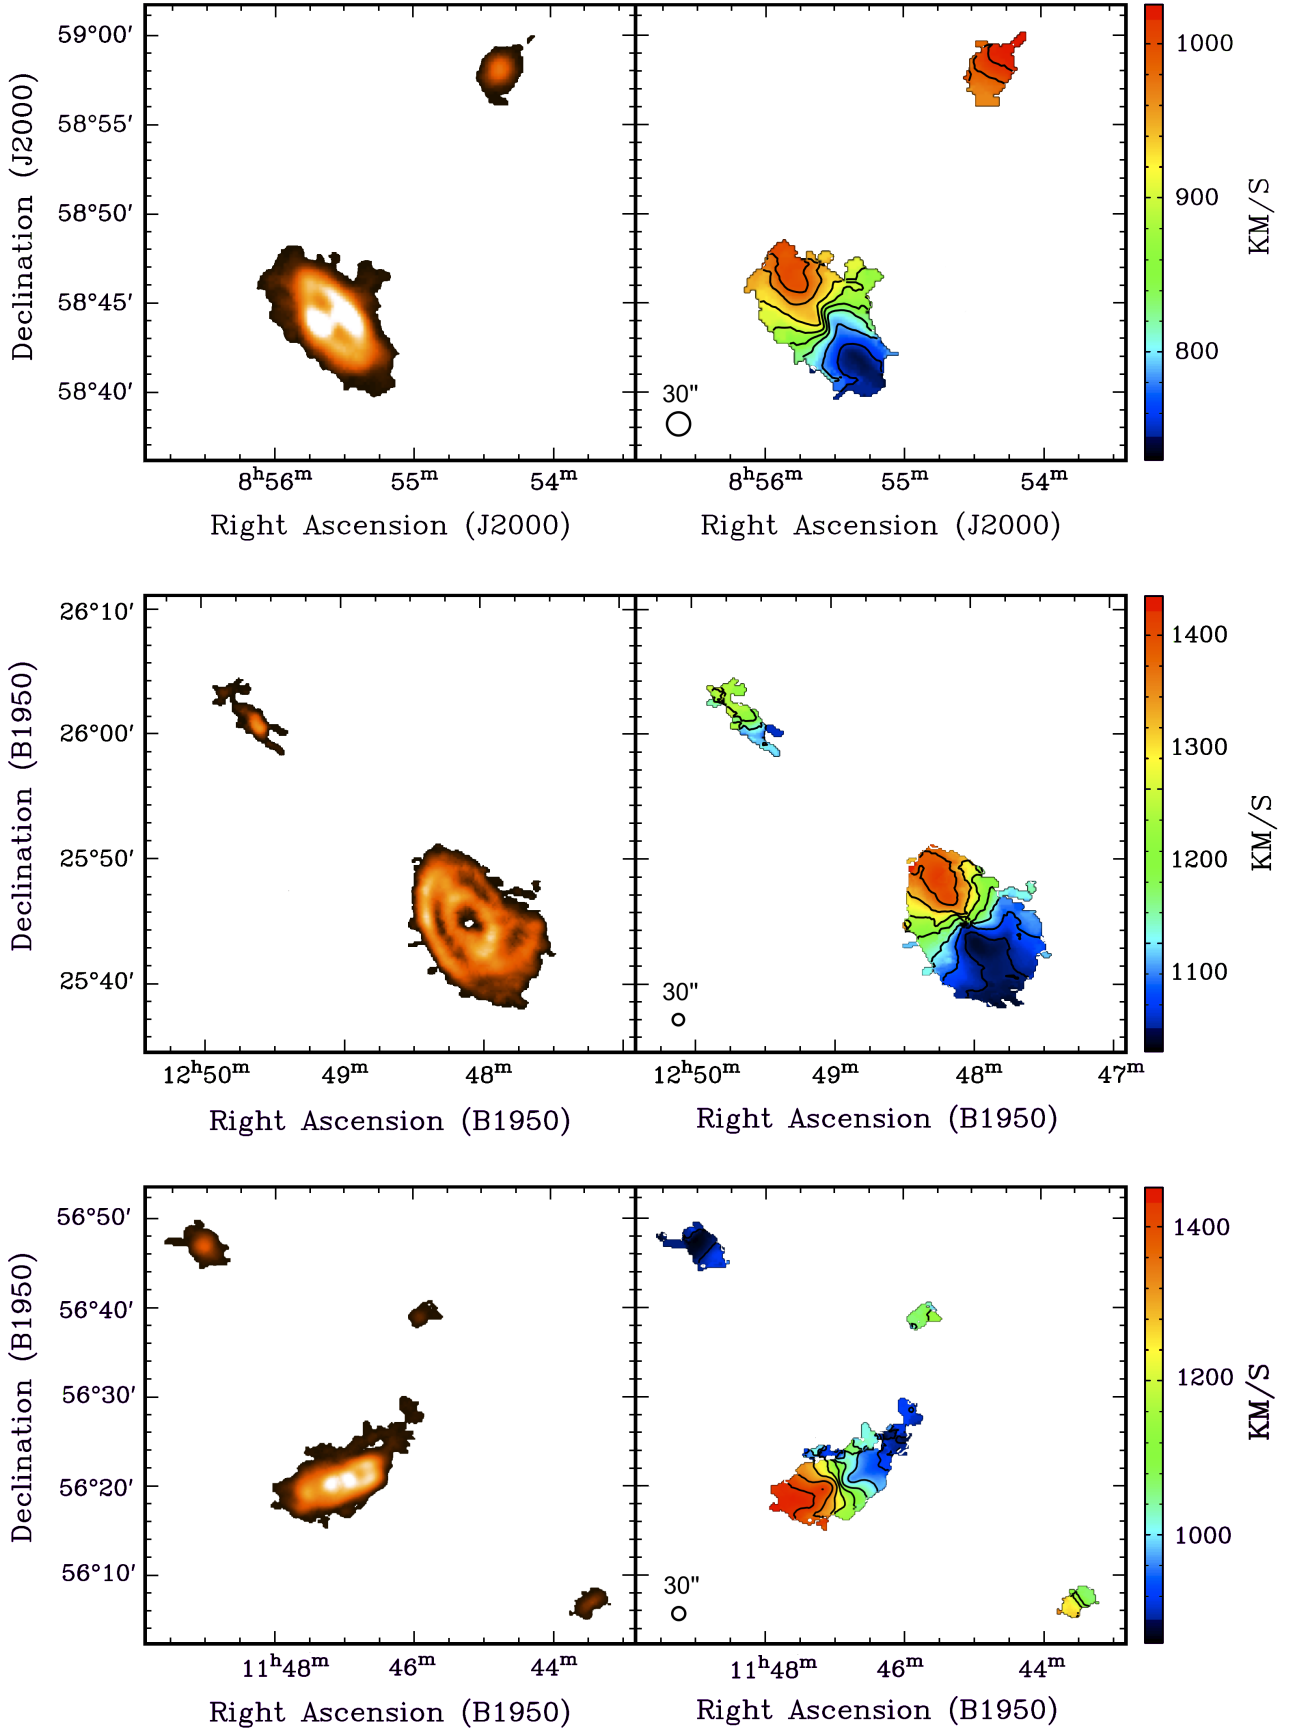 59°00′
58°55′
58°50′
58°45′
58°40′
Declination (J2000)
8ʰ56ᵐ 55ᵐ 54ᵐ
Right Ascension (J2000)
30"
8ʰ56ᵐ 55ᵐ 54ᵐ
Right Ascension (J2000)
1000
900
800
KM/S
26°10′
26°00′
25°50′
25°40′
Declination (B1950)
12ʰ50ᵐ 49ᵐ 48ᵐ
Right Ascension (B1950)
30"
12ʰ50ᵐ 49ᵐ 48ᵐ 47ᵐ
Right Ascension (B1950)
1400
1300
1200
1100
KM/S
56°50′
56°40′
56°30′
56°20′
56°10′
Declination (B1950)
11ʰ48ᵐ 46ᵐ 44ᵐ
Right Ascension (B1950)
30"
11ʰ48ᵐ 46ᵐ 44ᵐ
Right Ascension (B1950)
1400
1200
1000
KM/S